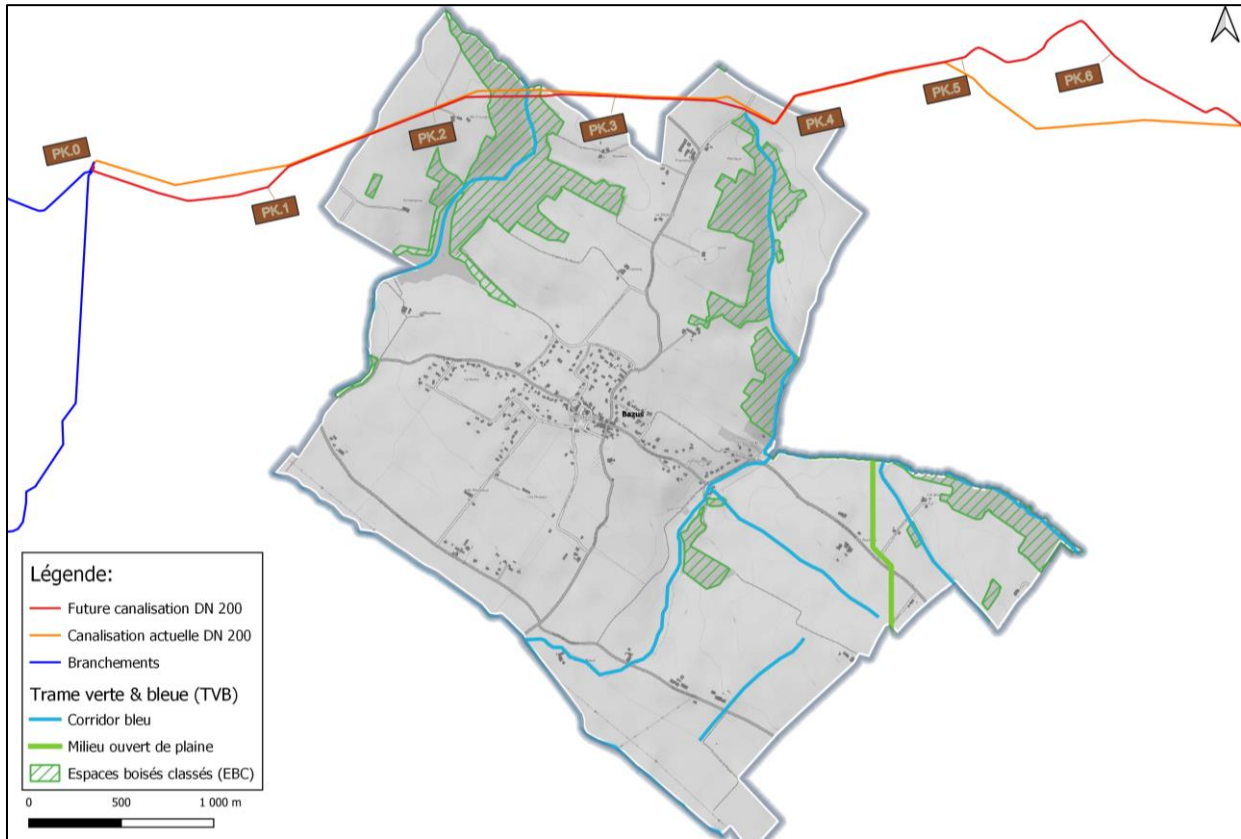 PK.0
PK.1
PK.2
PK.3
PK.4
PK.5
PK.6
Bazus
Légende:
Future canalisation DN 200
Canalisation actuelle DN 200
Branchements
Trame verte & bleue (TVB)
Corridor bleu
Milieu ouvert de plaine
Espaces boisés classés (EBC)
0 500 1 000 m